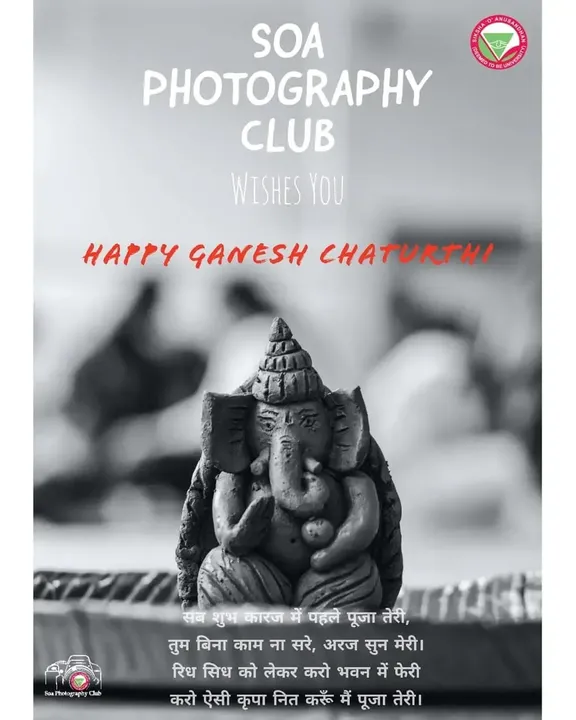 SOA
PHOTOGRAPHY
CLUB
WISHES YOU
HAPPY GANESH CHATURTHI
SIKSHA 'O' ANUSANDHAN
(DEEMED TO BE UNIVERSITY)
सब शुभ कारज में पहले पूजा तेरी,
तुम बिना काम ना सरे, अरज सुन मेरी।
रिध सिध को लेकर करो भवन में फेरी
करो ऐसी कृपा नित करूँ मैं पूजा तेरी।
Soa Photography Club